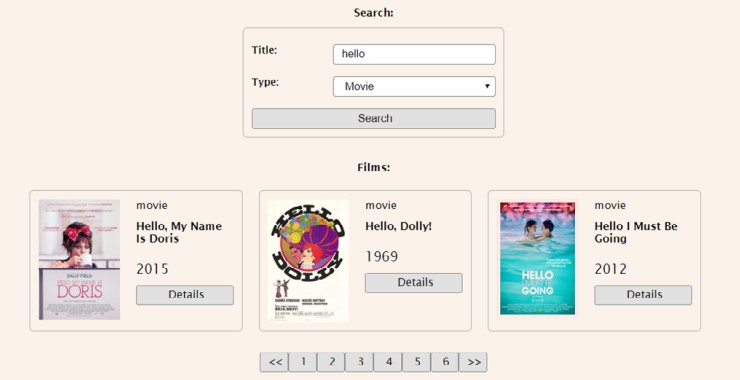 Search:
Title:
hello
Type:
Movie
Search
Films:
movie
Hello, My Name
Is Doris
2015
Details
SALLY FIELD
HELLO MY NAME IS
DORIS
movie
Hello, Dolly!
1969
Details
HELLO
DOLLY
movie
Hello I Must Be
Going
2012
Details
HELLO
I MUST BE
GOING
<< 1 2 3 4 5 6 >>